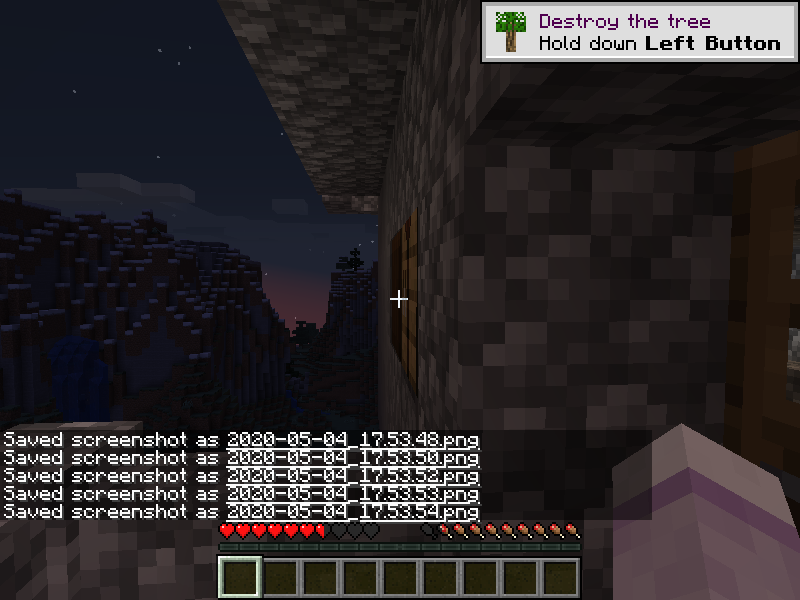 Destroy the tree
Hold down Left Button
Saved screenshot as 2020-05-04_17.53.48.png
Saved screenshot as 2020-05-04_17.53.50.png
Saved screenshot as 2020-05-04_17.53.52.png
Saved screenshot as 2020-05-04_17.53.53.png
Saved screenshot as 2020-05-04_17.53.54.png